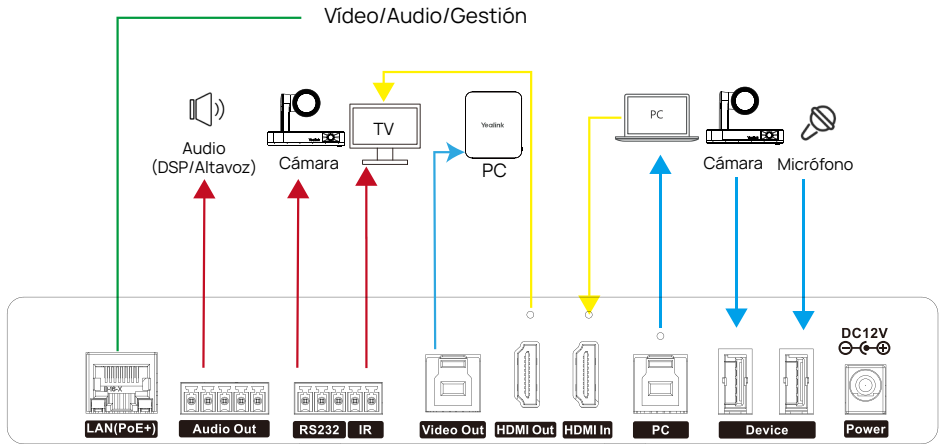 Vídeo/Audio/Gestión
Audio
(DSP/Altavoz)
Cámara
TV
Yealink
PC
PC
Cámara
Micrófono
DC12V
LAN(PoE+)
Audio Out
RS232
IR
Video Out
HDMI Out
HDMI In
PC
Device
Power